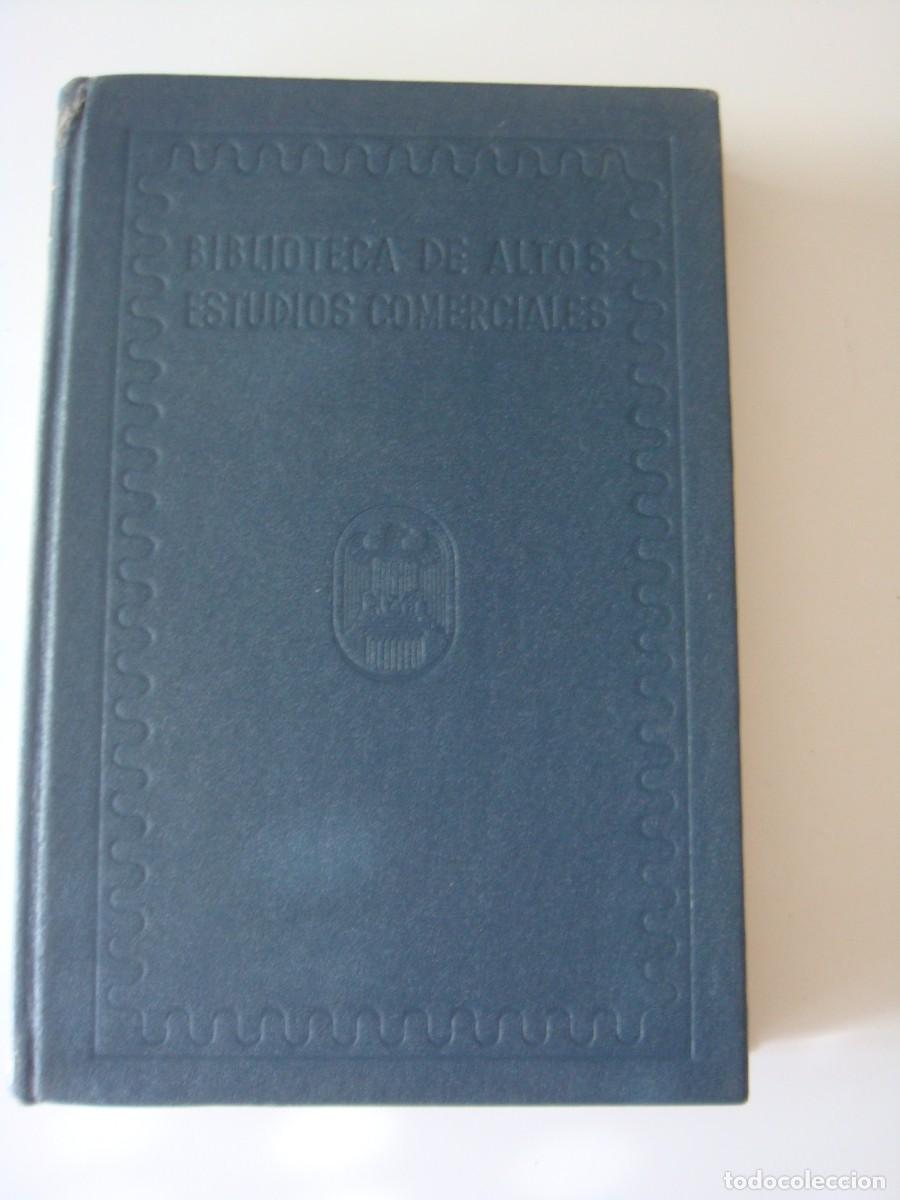 BIBLIOTECA DE ALTOS
ESTUDIOS COMERCIALES
todocoleccion